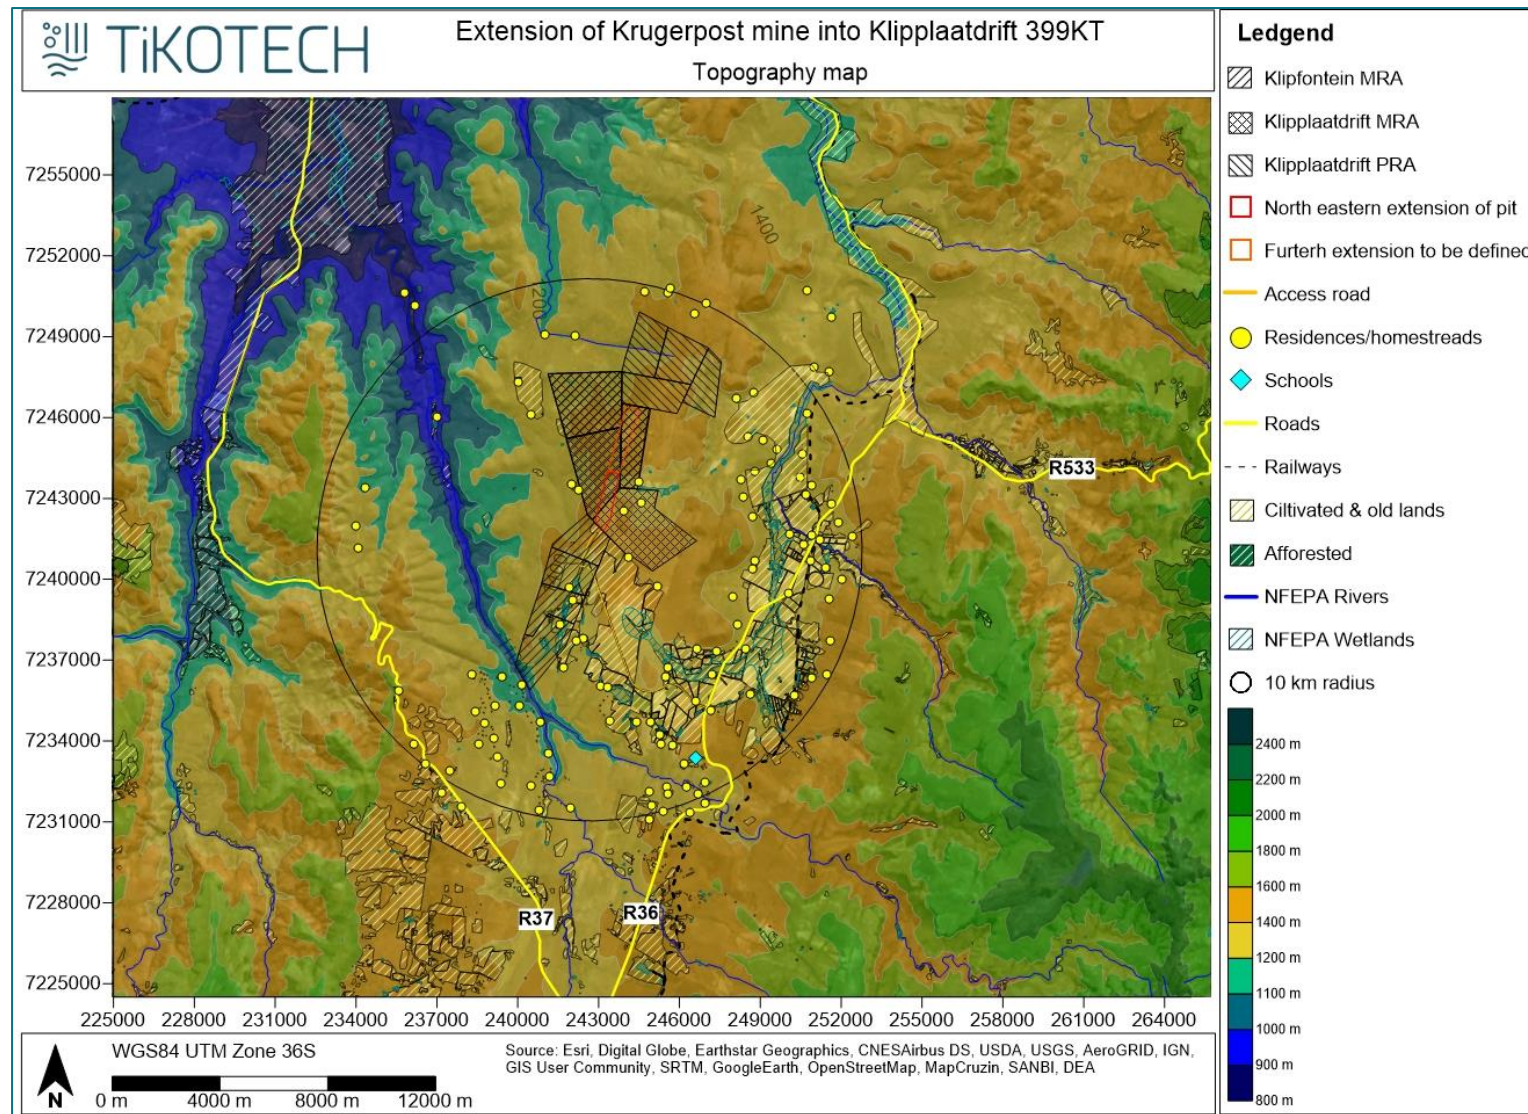 TiKOTECH
Extension of Krugerpost mine into Klipplaatdrift 399KT
Topography map
Ledgend
Klipfontein MRA
Klipplaatdrift MRA
Klipplaatdrift PRA
North eastern extension of pit
Furterh extension to be defined
Access road
Residences/homestreads
Schools
Roads
Railways
Ciltivated & old lands
Afforested
NFEPA Rivers
NFEPA Wetlands
10 km radius
2400 m
2200 m
2000 m
1800 m
1600 m
1400 m
1200 m
1100 m
1000 m
900 m
800 m
7255000
7252000
7249000
7246000
7243000
7240000
7237000
7234000
7231000
7228000
7225000
1400
R533
R37
R36
225000 228000 231000 234000 237000 240000 243000 246000 249000 252000 255000 258000 261000 264000
N
WGS84 UTM Zone 36S
0 m 4000 m 8000 m 12000 m
Source: Esri, Digital Globe, Earthstar Geographics, CNESAirbus DS, USDA, USGS, AeroGRID, IGN,
GIS User Community, SRTM, GoogleEarth, OpenStreetMap, MapCruzin, SANBI, DEA